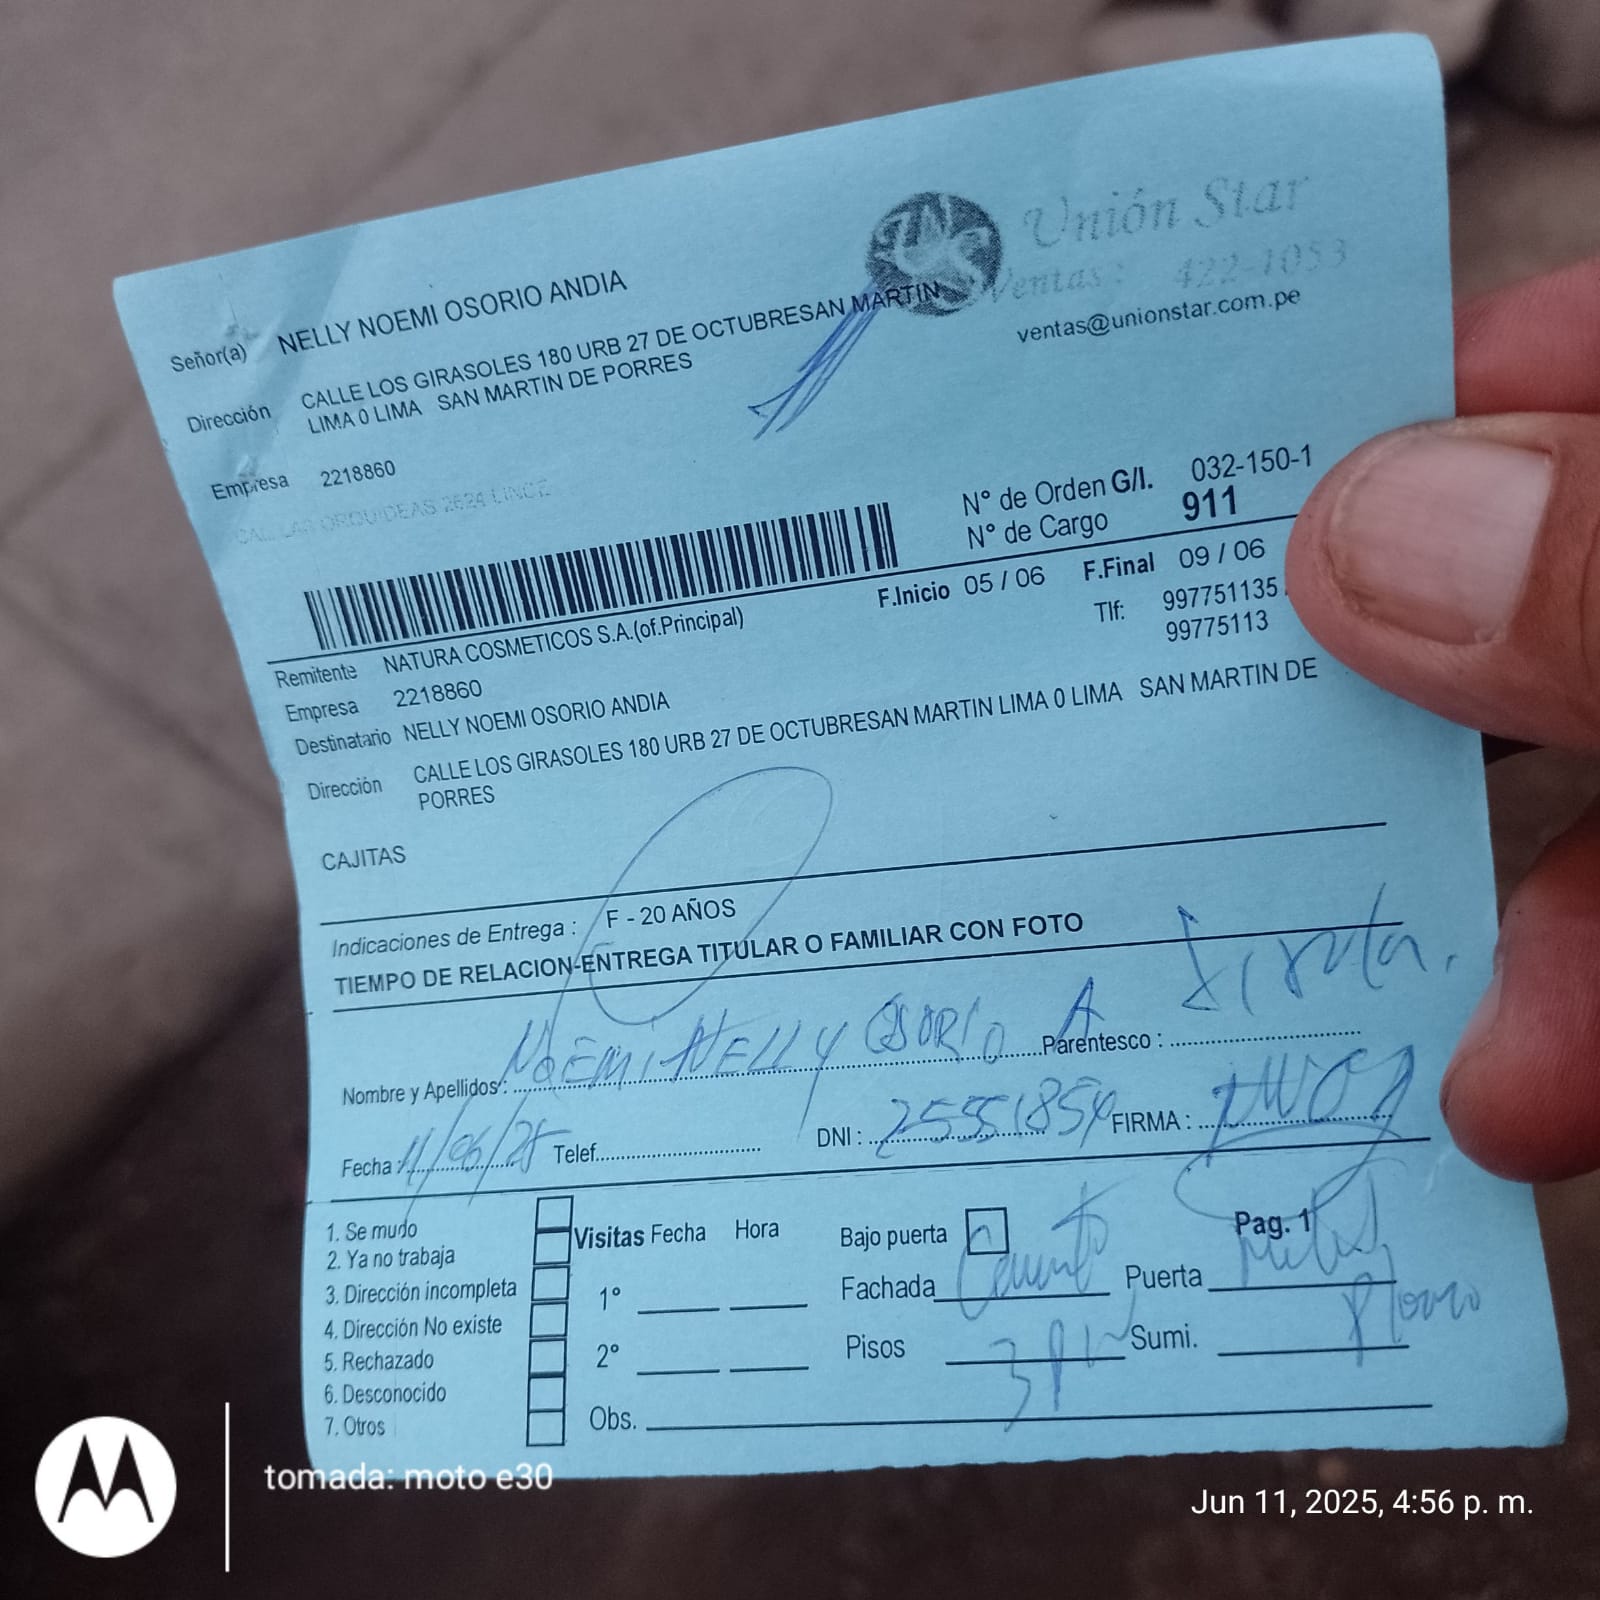 Unión Star
Ventas: 422-1053
ventas@unionstar.com.pe
Señor(a) NELLY NOEMI OSORIO ANDIA
Dirección CALLE LOS GIRASOLES 180 URB 27 DE OCTUBRESAN MARTIN
LIMA 0 LIMA SAN MARTIN DE PORRES
Empresa 2218860
ORQUIDEAS 2624 LINCE
N° de Orden G/I. 032-150-1
N° de Cargo 911
F.Inicio 05 / 06 F.Final 09 / 06
Tlf: 997751135
99775113
Remitente NATURA COSMETICOS S.A.(of.Principal)
Empresa 2218860
Destinatario NELLY NOEMI OSORIO ANDIA
Dirección CALLE LOS GIRASOLES 180 URB 27 DE OCTUBRESAN MARTIN LIMA 0 LIMA SAN MARTIN DE
PORRES
CAJITAS
Indicaciones de Entrega : F - 20 AÑOS
TIEMPO DE RELACION-ENTREGA TITULAR O FAMILIAR CON FOTO
Nombre y Apellidos: NOEMI NELLY OSORIO A Parentesco :
Fecha : 11/06/25 Telef. DNI : FIRMA :
1. Se mudo
2. Ya no trabaja
3. Dirección incompleta
4. Dirección No existe
5. Rechazado
6. Desconocido
7. Otros
Visitas Fecha Hora
1°
2°
Obs.
Bajo puerta Pag. 1
Fachada Puerta
Pisos 3 Sumi.
tomada: moto e30
Jun 11, 2025, 4:56 p. m.